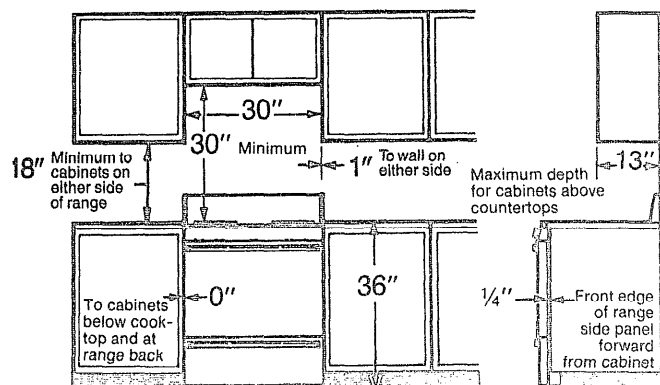 30"
30"
Minimum
18"
Minimum to
cabinets on
either side
of range
1"
To wall on
either side
13"
Maximum depth
for cabinets above
countertops
To cabinets
below cook-
top and at
range back
0"
36"
1/4"
Front edge
of range
side panel
forward
from cabinet